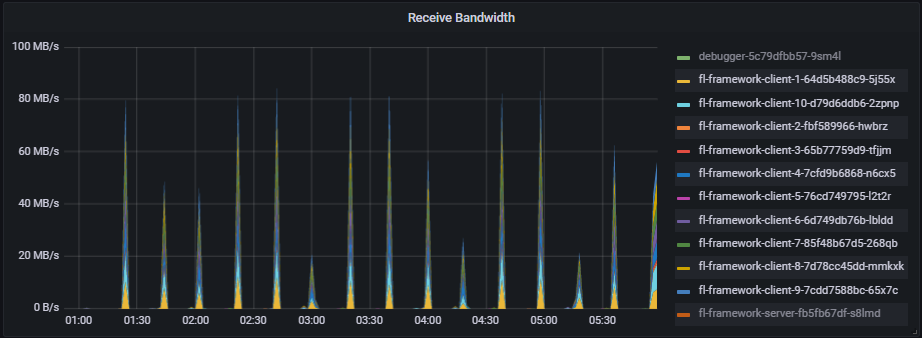 Receive Bandwidth
100 MB/s
80 MB/s
60 MB/s
40 MB/s
20 MB/s
0 B/s
01:00 01:30 02:00 02:30 03:00 03:30 04:00 04:30 05:00 05:30
debugger-5c79dfbb57-9sm4l
fl-framework-client-1-64d5b488c9-5j55x
fl-framework-client-10-d79d6ddb6-2zpnp
fl-framework-client-2-fbf589966-hwbrz
fl-framework-client-3-65b77759d9-tfjjm
fl-framework-client-4-7cfd9b6868-n6cx5
fl-framework-client-5-76cd749795-l2t2r
fl-framework-client-6-6d749db76b-lbldd
fl-framework-client-7-85f48b67d5-268qb
fl-framework-client-8-7d78cc45dd-mmkxk
fl-framework-client-9-7cdd7588bc-65x7c
fl-framework-server-fb5fb67df-s8lmd